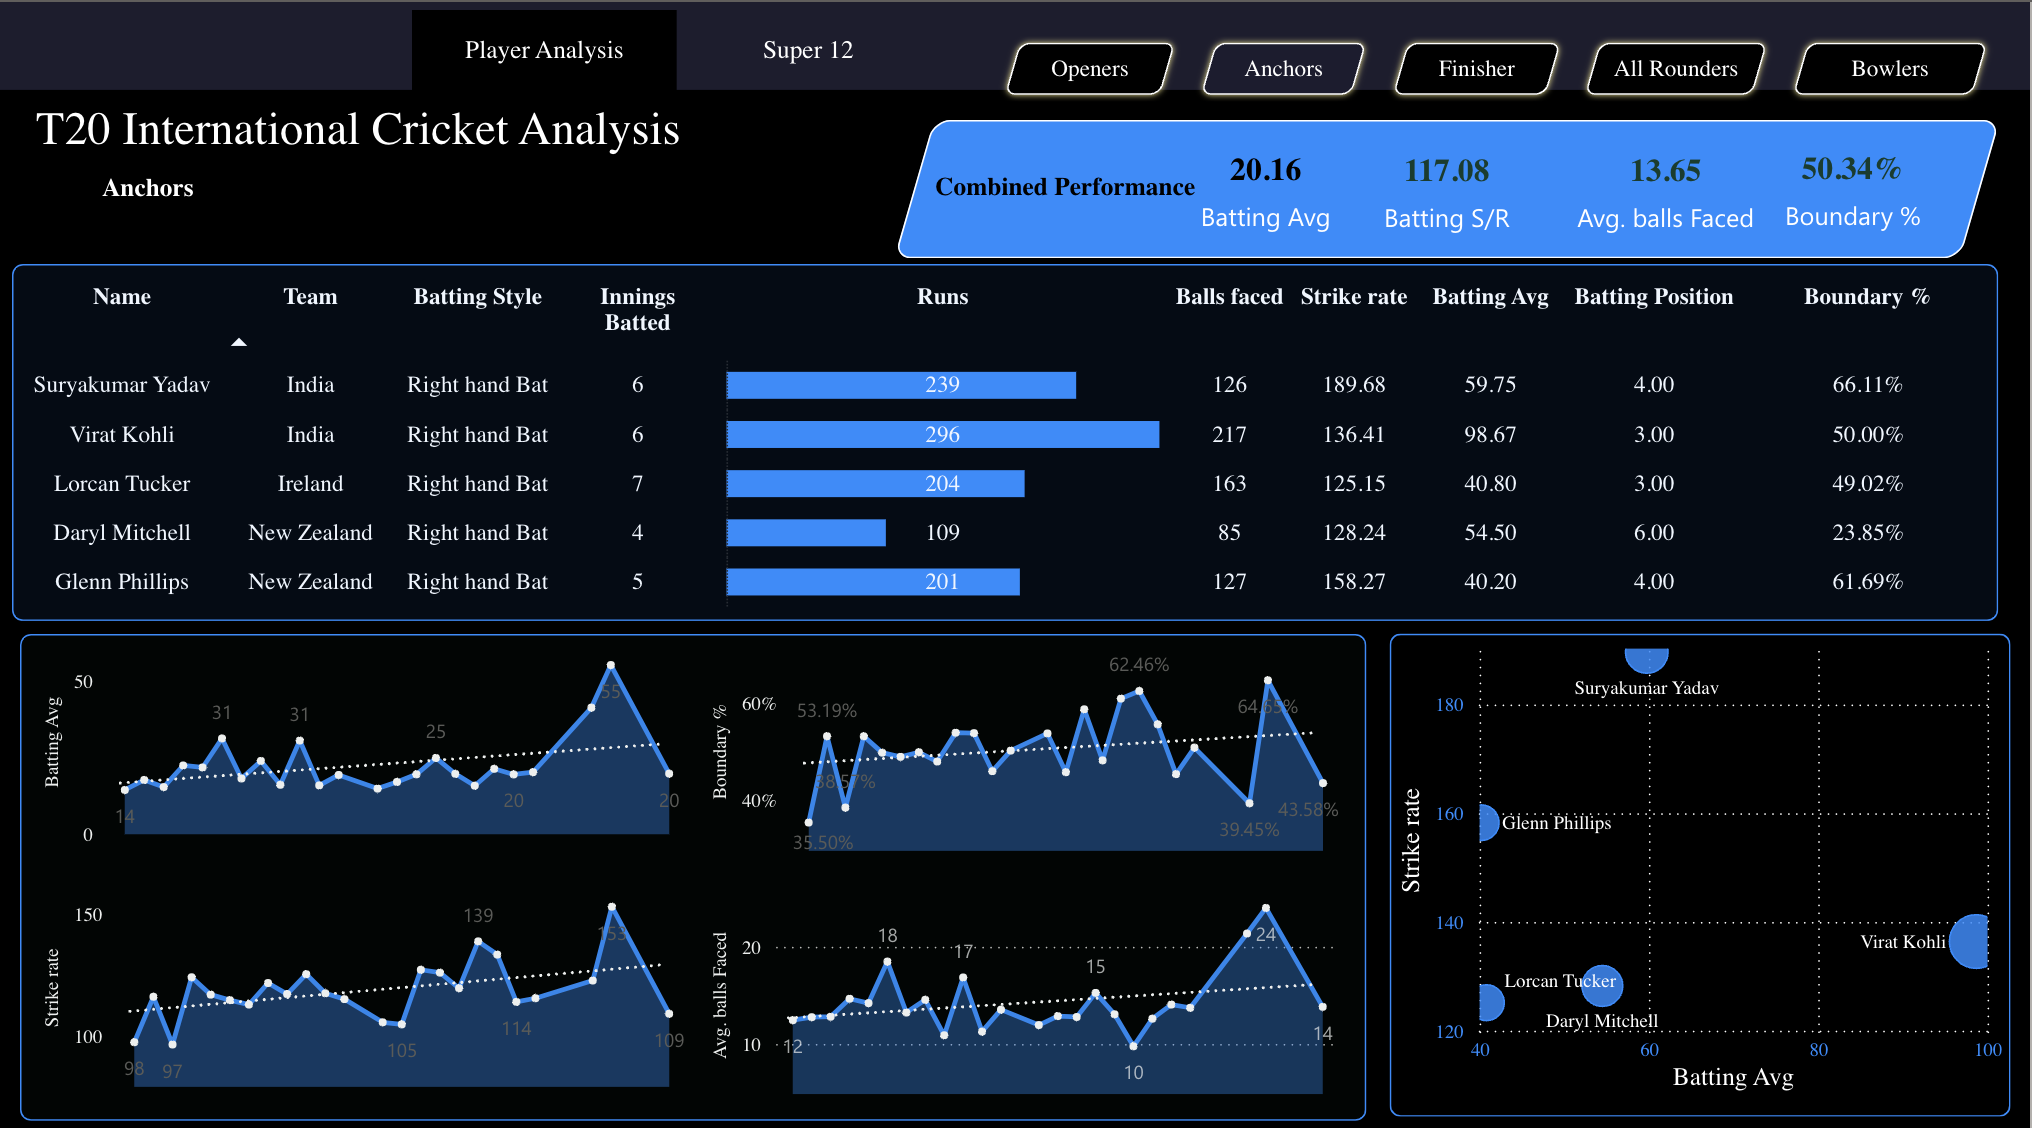 Player Analysis
Super 12
Openers
Anchors
Finisher
All Rounders
Bowlers
T20 International Cricket Analysis
Anchors
Combined Performance
20.16
117.08
13.65
50.34%
Batting Avg
Batting S/R
Avg. balls Faced
Boundary %
Name Team Batting Style Innings Batted Runs Balls faced Strike rate Batting Avg Batting Position Boundary %
Suryakumar Yadav India Right hand Bat 6 239 126 189.68 59.75 4.00 66.11%
Virat Kohli India Right hand Bat 6 296 217 136.41 98.67 3.00 50.00%
Lorcan Tucker Ireland Right hand Bat 7 204 163 125.15 40.80 3.00 49.02%
Daryl Mitchell New Zealand Right hand Bat 4 109 85 128.24 54.50 6.00 23.85%
Glenn Phillips New Zealand Right hand Bat 5 201 127 158.27 40.20 4.00 61.69%
Batting Avg
50
0
14
31
31
25
20
55
20
Boundary %
60%
40%
53.19%
35.50%
38.57%
62.46%
39.45%
64.65%
43.58%
Strike rate
150
100
98
97
105
139
114
153
109
Avg. balls Faced
20
10
12
18
17
15
10
24
14
Strike rate
180
160
140
120
Suryakumar Yadav
Glenn Phillips
Virat Kohli
Lorcan Tucker
Daryl Mitchell
40
60
80
100
Batting Avg